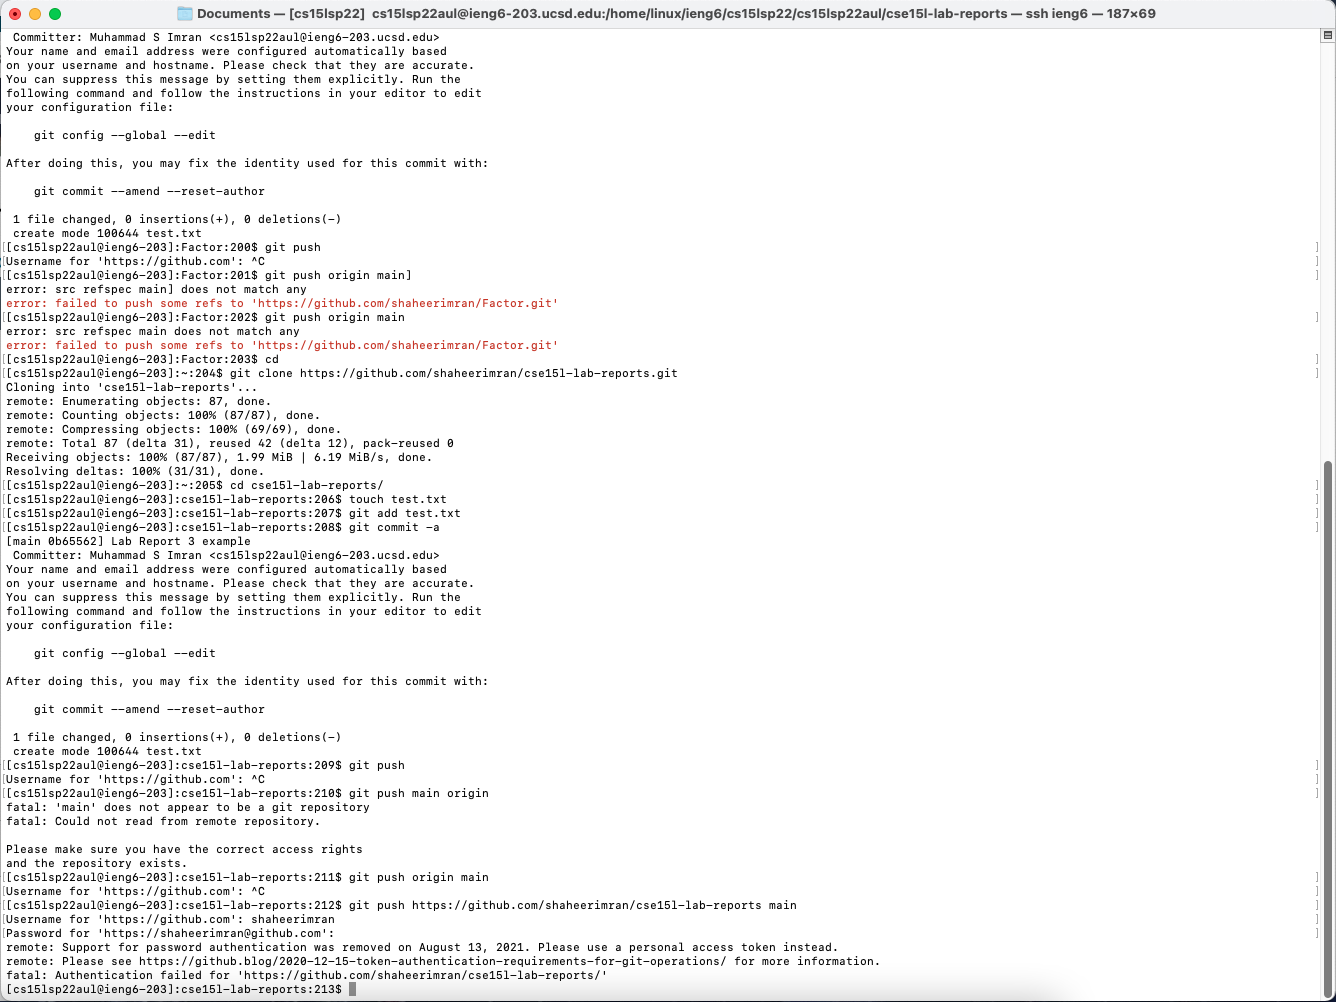 Documents — [cs15lsp22]  cs15lsp22aul@ieng6-203.ucsd.edu:/home/linux/ieng6/cs15lsp22/cs15lsp22aul/cse15l-lab-reports — ssh ieng6 — 187×69
 Committer: Muhammad S Imran <cs15lsp22aul@ieng6-203.ucsd.edu>
Your name and email address were configured automatically based
on your username and hostname. Please check that they are accurate.
You can suppress this message by setting them explicitly. Run the
following command and follow the instructions in your editor to edit
your configuration file:

    git config --global --edit

After doing this, you may fix the identity used for this commit with:

    git commit --amend --reset-author

 1 file changed, 0 insertions(+), 0 deletions(-)
 create mode 100644 test.txt
[[cs15lsp22aul@ieng6-203]:Factor:200$ git push ]
[Username for 'https://github.com': ^C ]
[[cs15lsp22aul@ieng6-203]:Factor:201$ git push origin main] ]
error: src refspec main] does not match any
error: failed to push some refs to 'https://github.com/shaheerimran/Factor.git'
[[cs15lsp22aul@ieng6-203]:Factor:202$ git push origin main ]
error: src refspec main does not match any
error: failed to push some refs to 'https://github.com/shaheerimran/Factor.git'
[[cs15lsp22aul@ieng6-203]:Factor:203$ cd ]
[[cs15lsp22aul@ieng6-203]:~:204$ git clone https://github.com/shaheerimran/cse15l-lab-reports.git ]
Cloning into 'cse15l-lab-reports'...
remote: Enumerating objects: 87, done.
remote: Counting objects: 100% (87/87), done.
remote: Compressing objects: 100% (69/69), done.
remote: Total 87 (delta 31), reused 42 (delta 12), pack-reused 0
Receiving objects: 100% (87/87), 1.99 MiB | 6.19 MiB/s, done.
Resolving deltas: 100% (31/31), done.
[[cs15lsp22aul@ieng6-203]:~:205$ cd cse15l-lab-reports/ ]
[[cs15lsp22aul@ieng6-203]:cse15l-lab-reports:206$ touch test.txt ]
[[cs15lsp22aul@ieng6-203]:cse15l-lab-reports:207$ git add test.txt ]
[[cs15lsp22aul@ieng6-203]:cse15l-lab-reports:208$ git commit -a ]
[main 0b65562] Lab Report 3 example
 Committer: Muhammad S Imran <cs15lsp22aul@ieng6-203.ucsd.edu>
Your name and email address were configured automatically based
on your username and hostname. Please check that they are accurate.
You can suppress this message by setting them explicitly. Run the
following command and follow the instructions in your editor to edit
your configuration file:

    git config --global --edit

After doing this, you may fix the identity used for this commit with:

    git commit --amend --reset-author

 1 file changed, 0 insertions(+), 0 deletions(-)
 create mode 100644 test.txt
[[cs15lsp22aul@ieng6-203]:cse15l-lab-reports:209$ git push ]
[Username for 'https://github.com': ^C ]
[[cs15lsp22aul@ieng6-203]:cse15l-lab-reports:210$ git push main origin ]
fatal: 'main' does not appear to be a git repository
fatal: Could not read from remote repository.

Please make sure you have the correct access rights
and the repository exists.
[[cs15lsp22aul@ieng6-203]:cse15l-lab-reports:211$ git push origin main ]
[Username for 'https://github.com': ^C ]
[[cs15lsp22aul@ieng6-203]:cse15l-lab-reports:212$ git push https://github.com/shaheerimran/cse15l-lab-reports main ]
[Username for 'https://github.com': shaheerimran ]
[Password for 'https://shaheerimran@github.com': ]
remote: Support for password authentication was removed on August 13, 2021. Please use a personal access token instead.
remote: Please see https://github.blog/2020-12-15-token-authentication-requirements-for-git-operations/ for more information.
fatal: Authentication failed for 'https://github.com/shaheerimran/cse15l-lab-reports/'
[cs15lsp22aul@ieng6-203]:cse15l-lab-reports:213$